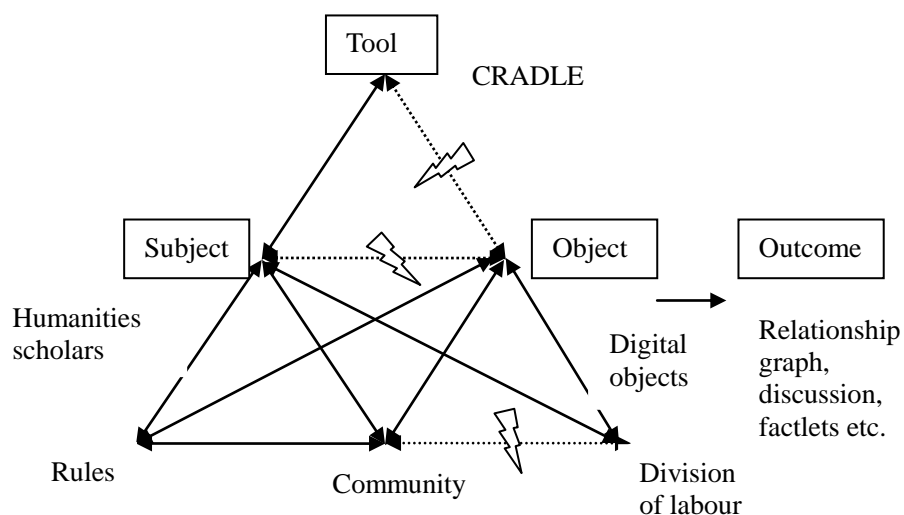 Tool
CRADLE
Subject
Object
Outcome
Humanities
scholars
Digital
objects
Relationship
graph,
discussion,
factlets etc.
Rules
Community
Division
of labour